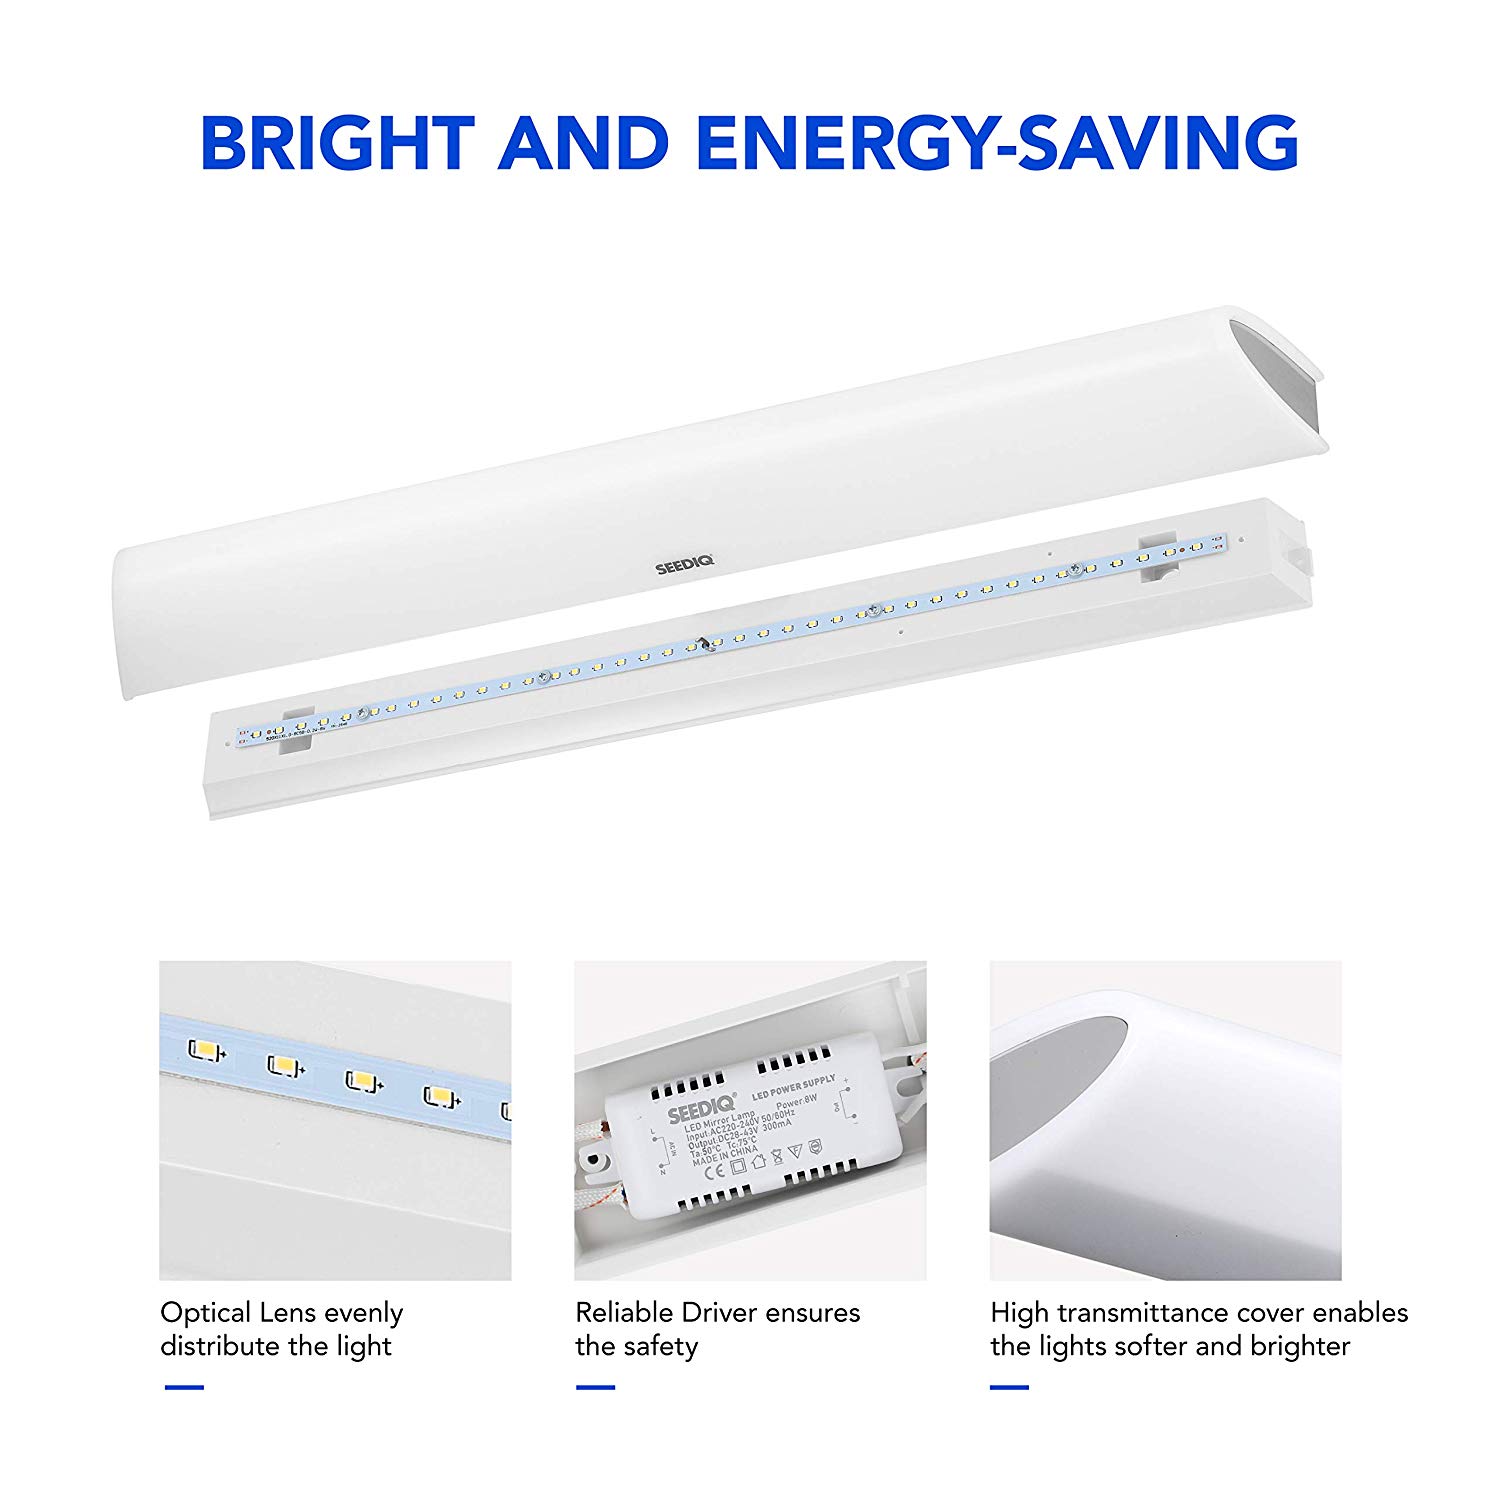 BRIGHT AND ENERGY-SAVING
SEEDIQ
SEEDIQ®
LED POWER SUPPLY
LED Mirror Lamp Power:8W
Input:AC220-240V 50/60Hz
Output:DC28-43V 300mA
Ta:50°C Tc:75°C
MADE IN CHINA
CE
L
N
Out
+
-
Optical Lens evenly
distribute the light
Reliable Driver ensures
the safety
High transmittance cover enables
the lights softer and brighter